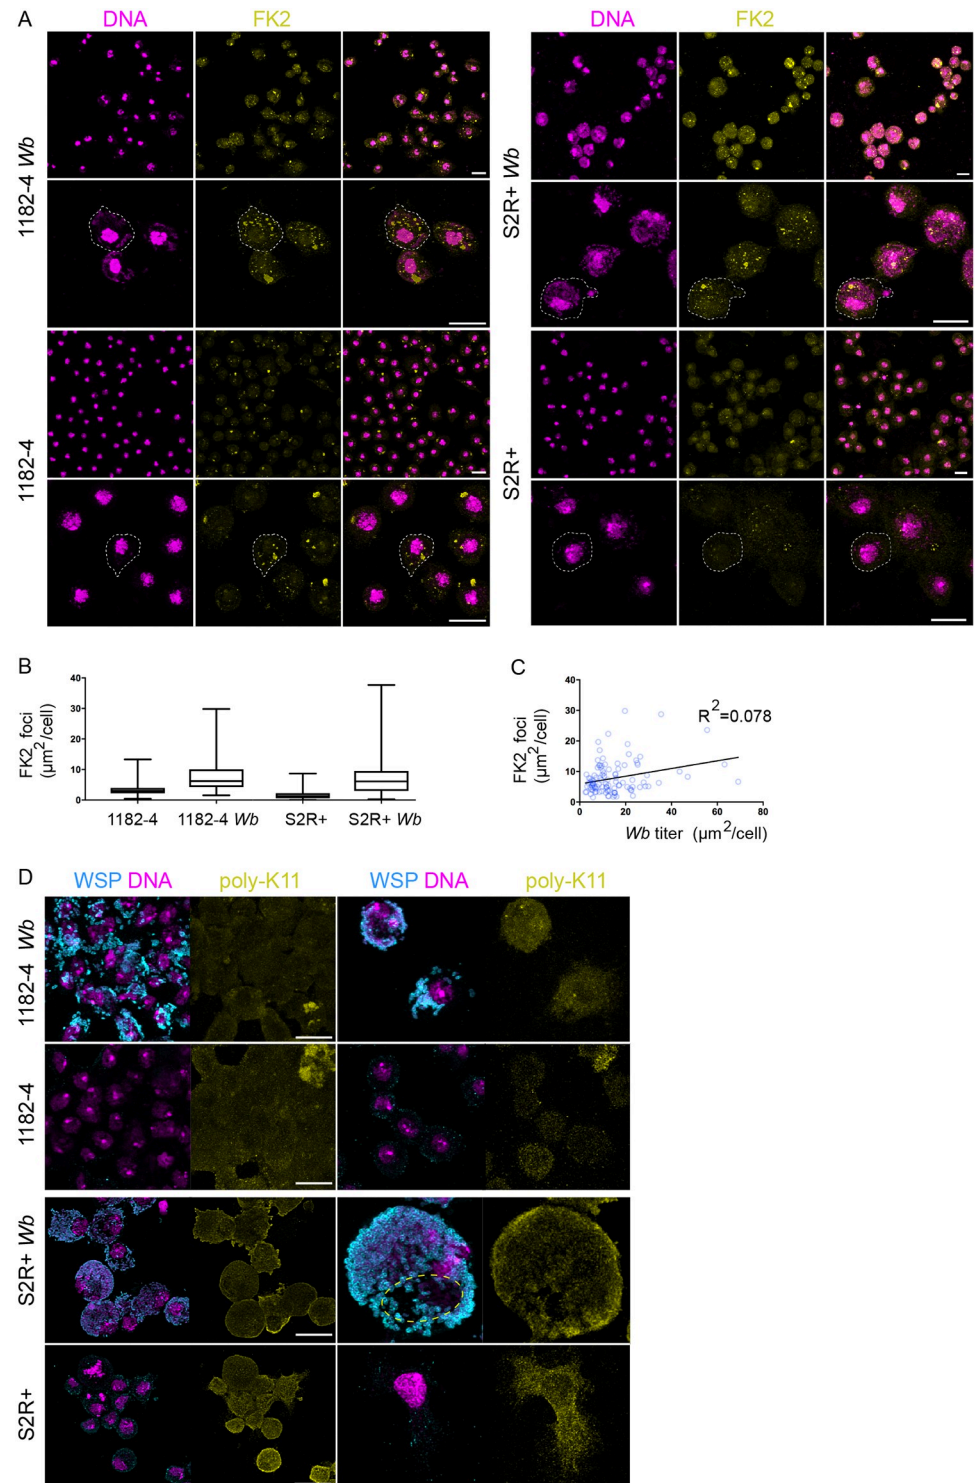 A
DNA FK2
DNA FK2
1182-4 Wb
1182-4
S2R+ Wb
S2R+
B
FK2 foci
(µm²/cell)
40
30
20
10
0
1182-4 1182-4 Wb S2R+ S2R+ Wb
C
FK2 foci
(µm²/cell)
40
30
20
10
0
R²=0.078
0 20 40 60 80
Wb titer (µm²/cell)
D
WSP DNA poly-K11 WSP DNA poly-K11
1182-4 Wb
1182-4
S2R+ Wb
S2R+